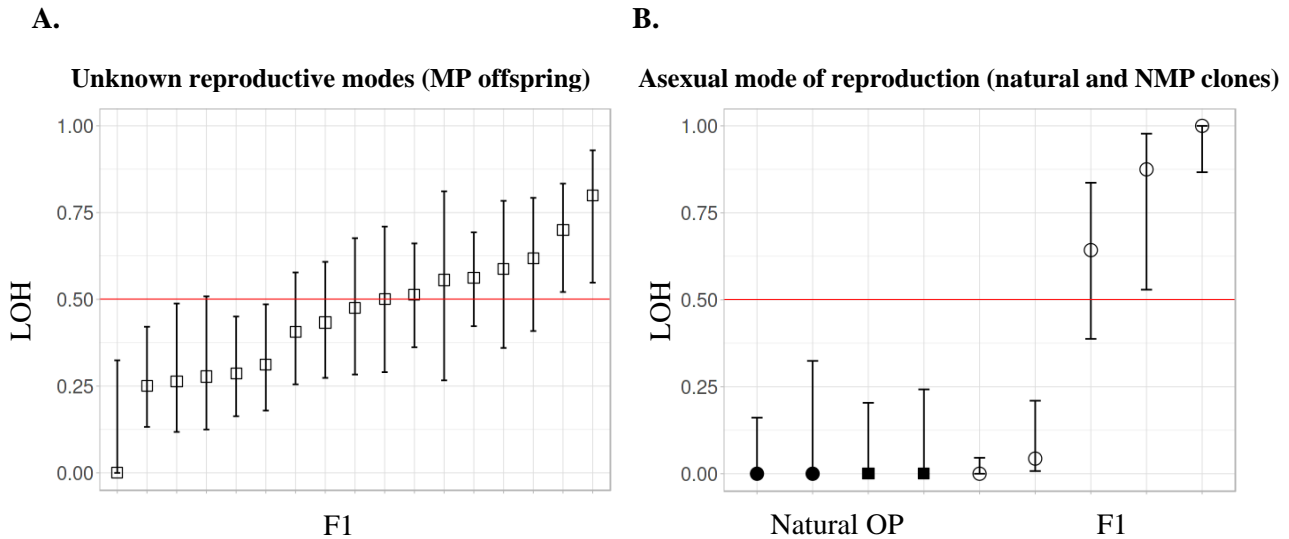 A.
Unknown reproductive modes (MP offspring)
1.00
0.75
0.50
0.25
0.00
LOH
F1
B.
Asexual mode of reproduction (natural and NMP clones)
1.00
0.75
0.50
0.25
0.00
LOH
Natural OP
F1